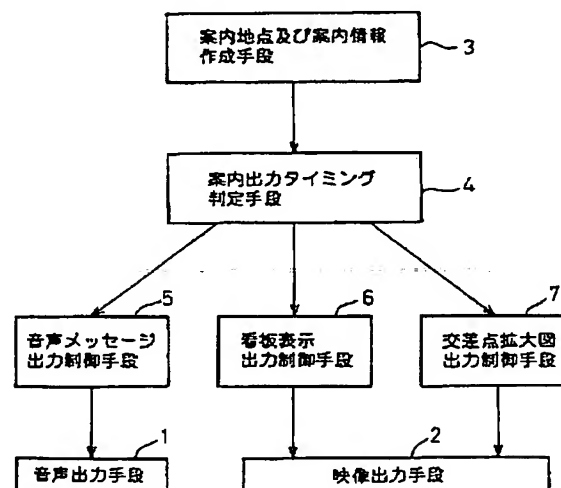 案内地点及び案内情報
作成手段
3
案内出力タイミング
判定手段
4
5
音声メッセージ
出力制御手段
6
看板表示
出力制御手段
7
交差点拡大図
出力制御手段
1
音声出力手段
2
映像出力手段